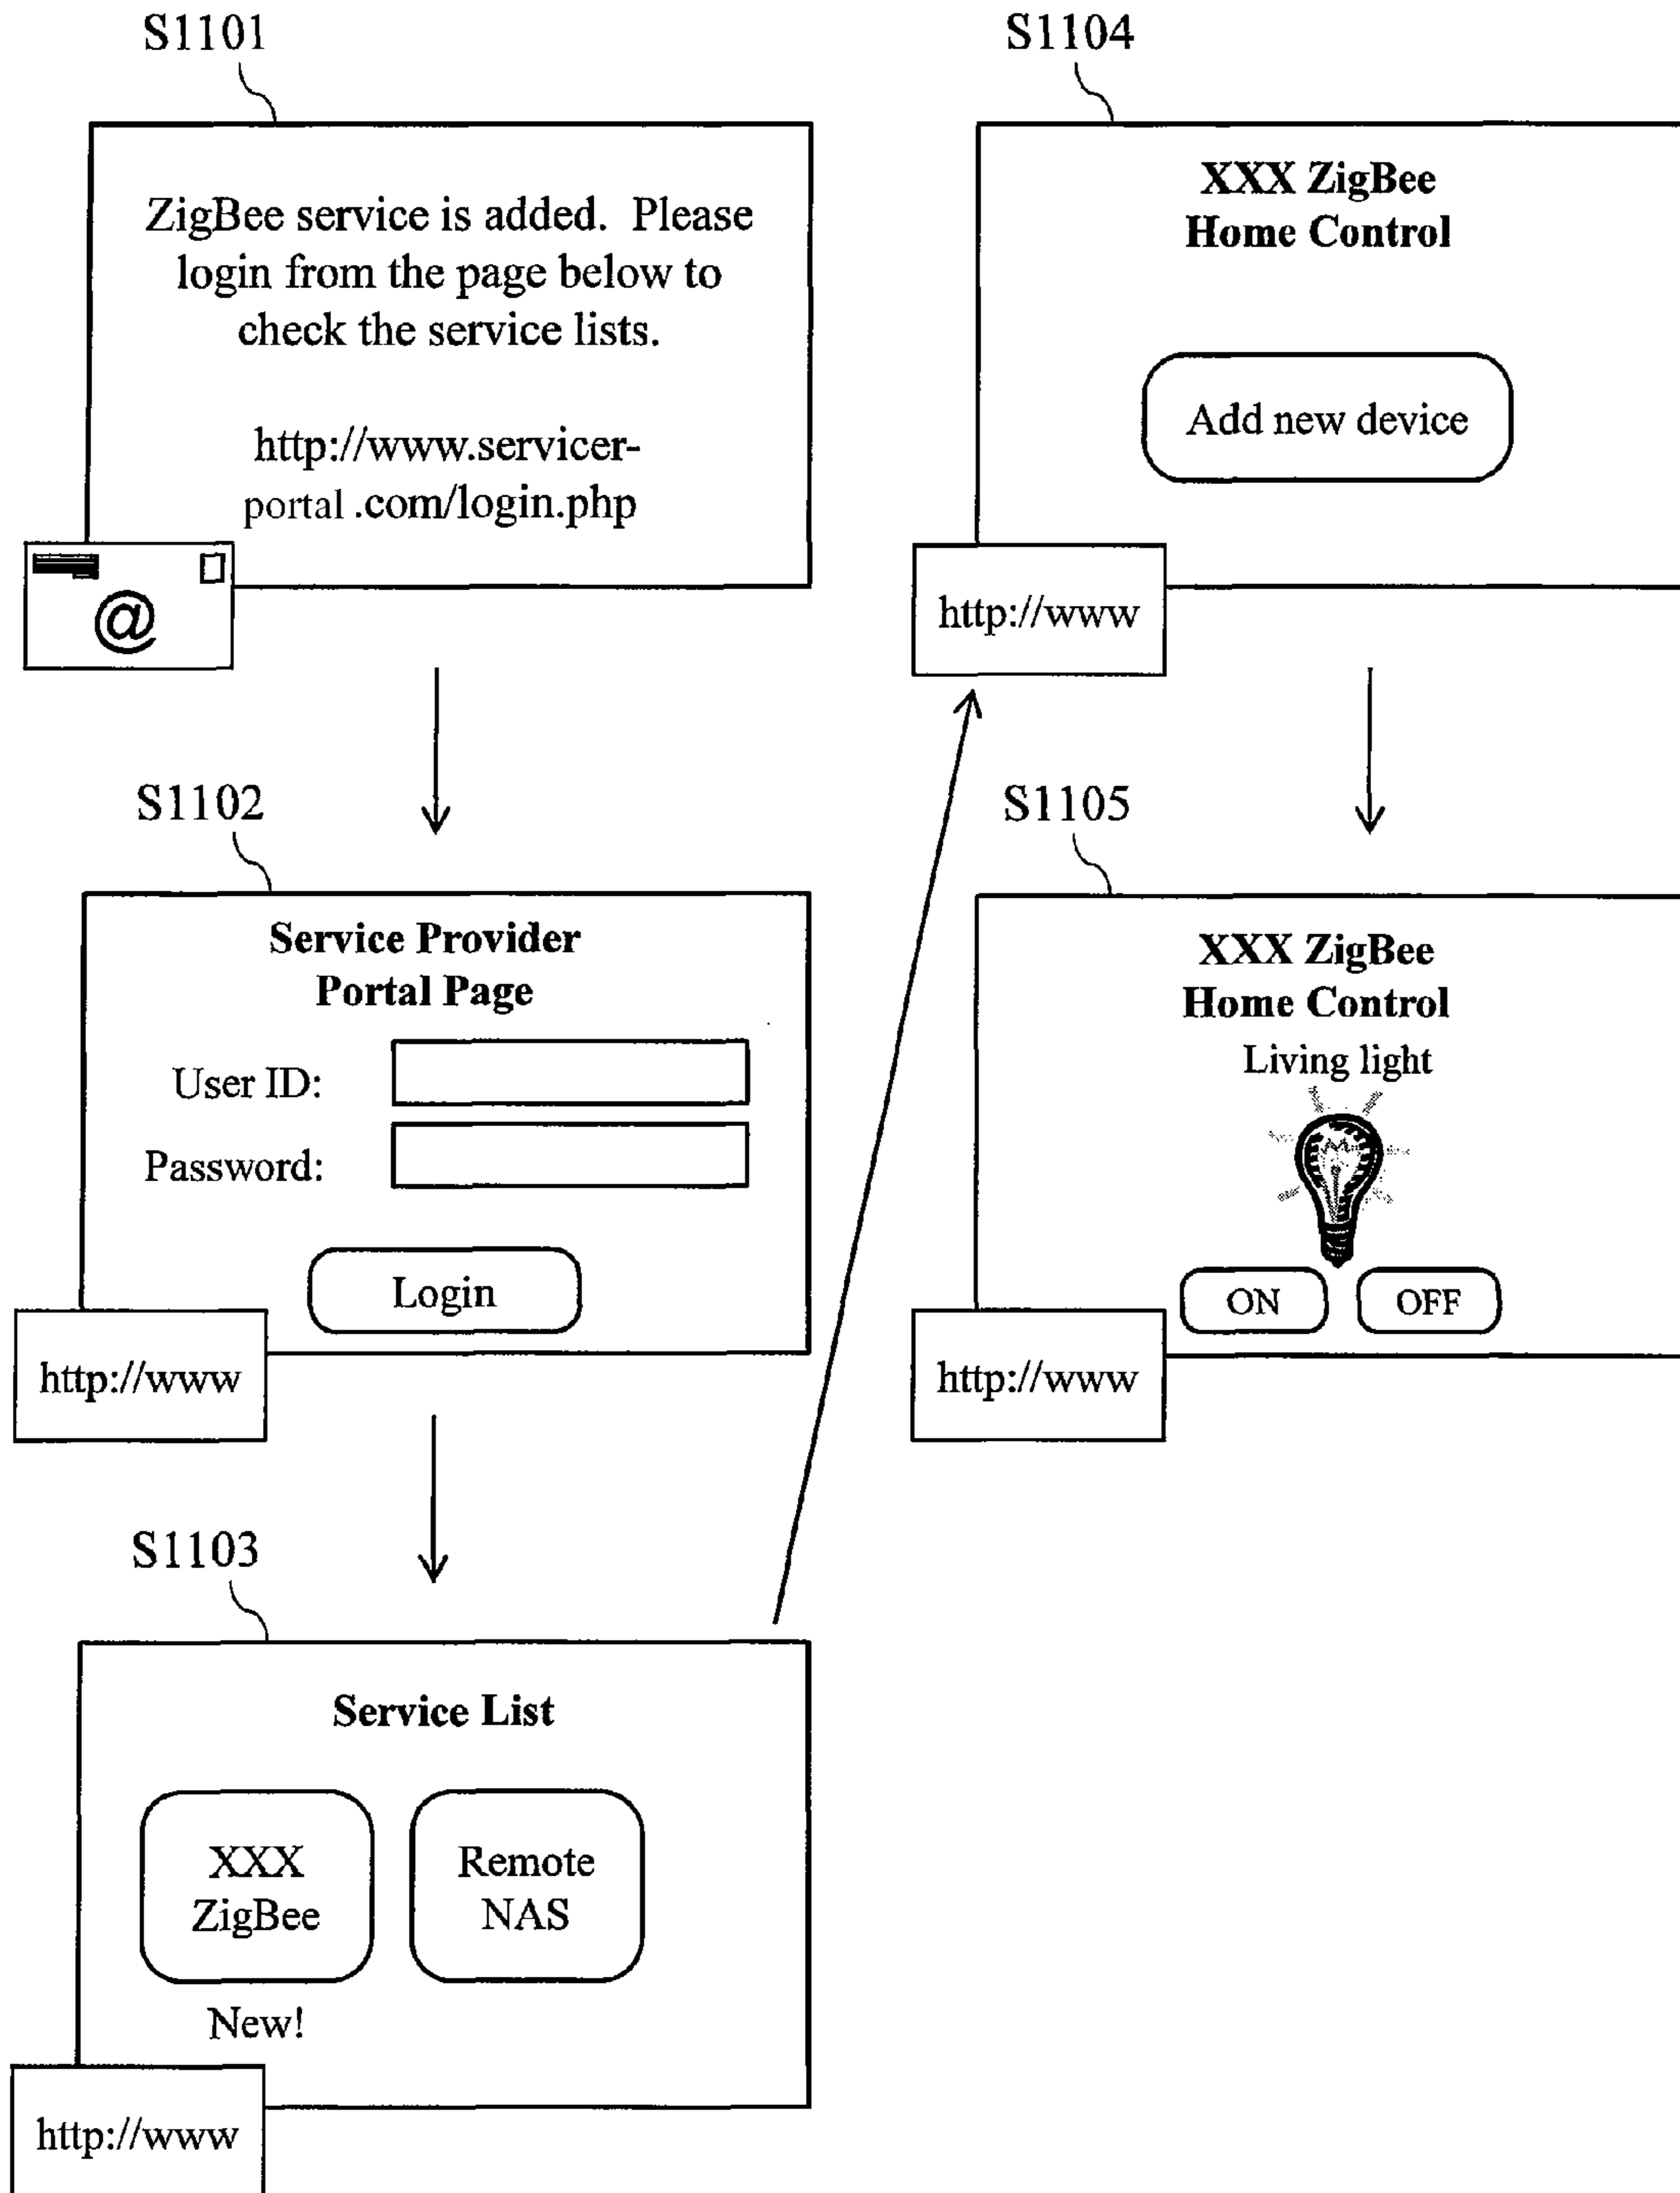 S1101
ZigBee service is added. Please
login from the page below to
check the service lists.
http://www.servicer-
portal .com/login.php
@
S1102
Service Provider
Portal Page
User ID:
Password:
Login
http://www
S1103
Service List
XXX
ZigBee
Remote
NAS
New!
http://www
S1104
XXX ZigBee
Home Control
Add new device
http://www
S1105
XXX ZigBee
Home Control
Living light
ON
OFF
http://www